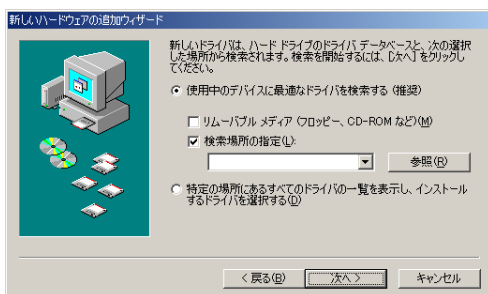 新しいハードウェアの追加ウィザード
新しいドライバは、ハード ドライブのドライバ データベースと、次の選択
した場所から検索されます。検索を開始するには、[次へ] をクリックし
てください。
使用中のデバイスに最適なドライバを検索する (推奨)
リムーバブル メディア (フロッピー、CD-ROM など)(M)
検索場所の指定(L):
参照(R)
特定の場所にあるすべてのドライバの一覧を表示し、インストール
するドライバを選択する(D)
< 戻る(B)
次へ >
キャンセル